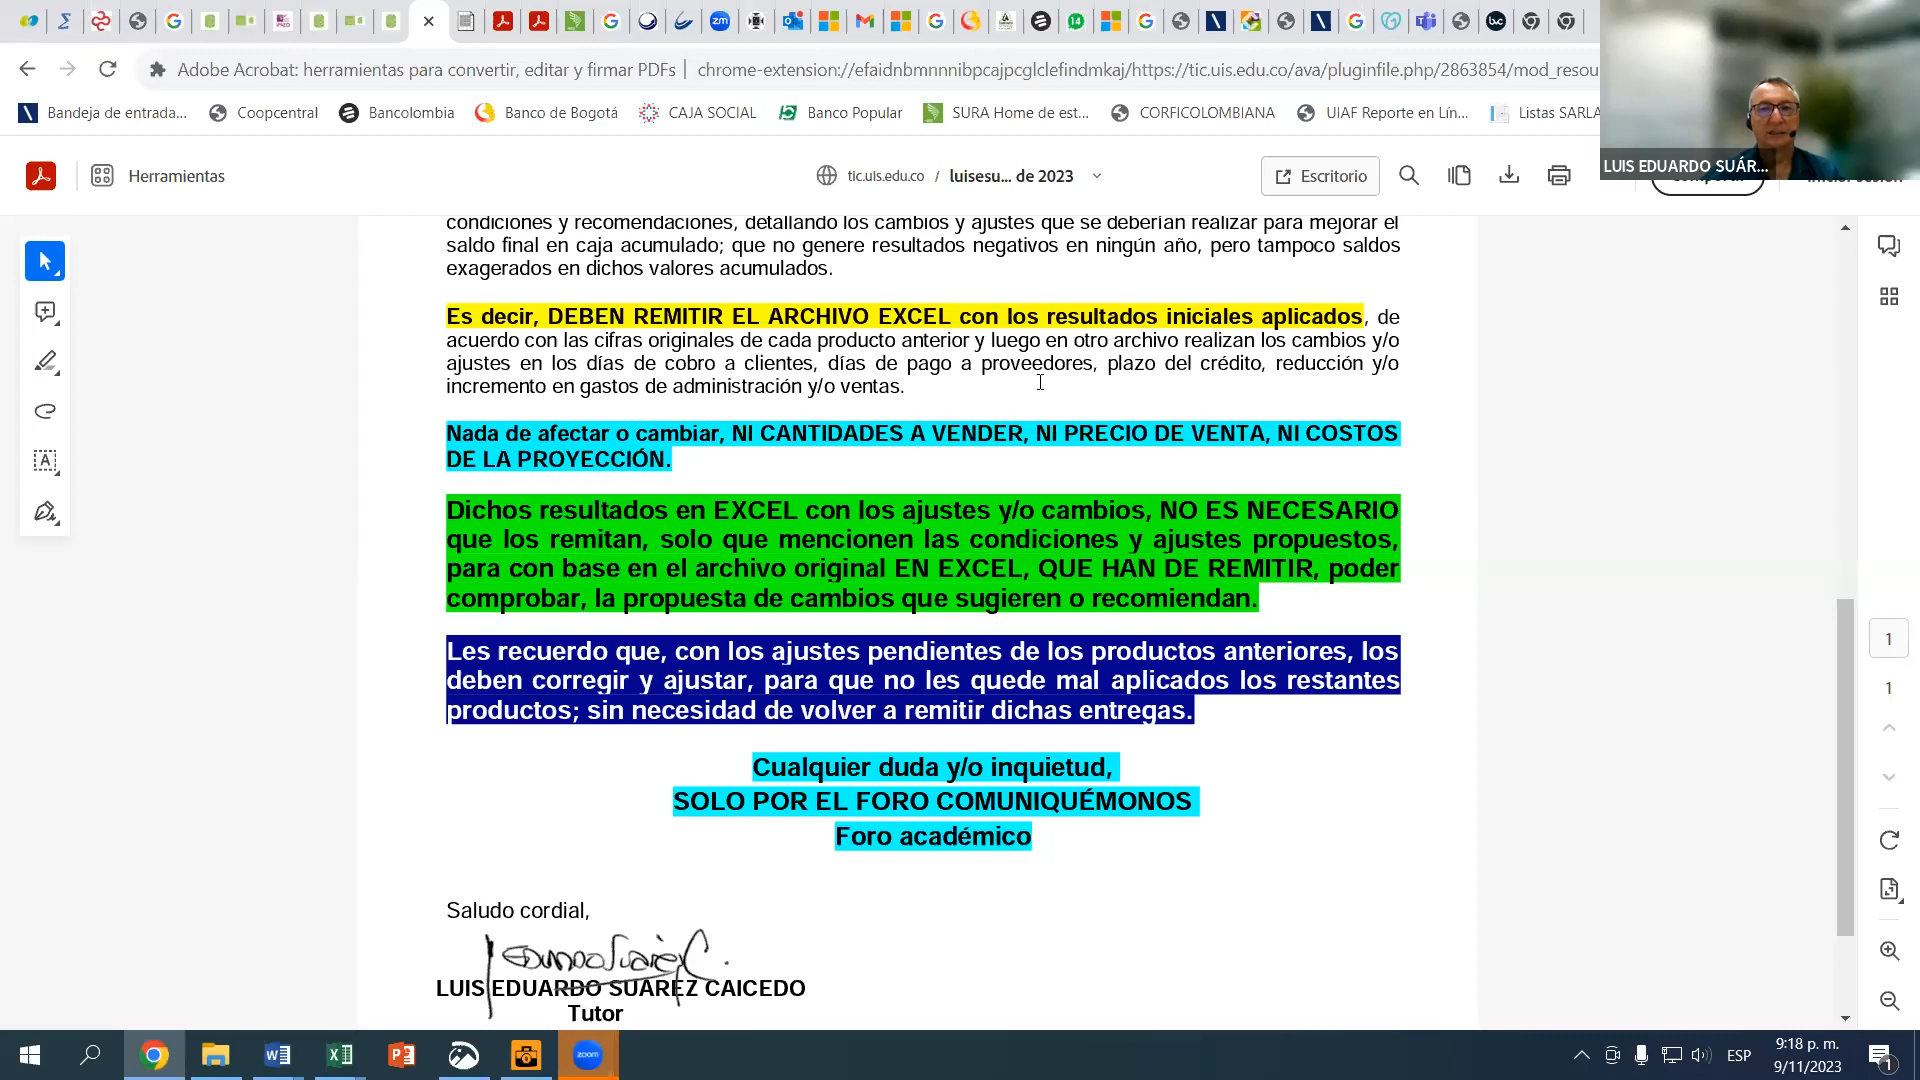 14
Adobe Acrobat: herramientas para convertir, editar y firmar PDFs | chrome-extension://efaidnbmnnnibpcajpcglclefindmkaj/https://tic.uis.edu.co/ava/pluginfile.php/2863854/mod_resou
Bandeja de entrada... Coopcentral Bancolombia Banco de Bogotá CAJA SOCIAL Banco Popular SURA Home de est... CORFICOLOMBIANA UIAF Reporte en Lín... Listas SARLA
LUIS EDUARDO SUÁR...
Herramientas tic.uis.edu.co / luisesu... de 2023 Escritorio
condiciones y recomendaciones, detallando los cambios y ajustes que se deberían realizar para mejorar el
saldo final en caja acumulado; que no genere resultados negativos en ningún año, pero tampoco saldos
exagerados en dichos valores acumulados.
Es decir, DEBEN REMITIR EL ARCHIVO EXCEL con los resultados iniciales aplicados, de
acuerdo con las cifras originales de cada producto anterior y luego en otro archivo realizan los cambios y/o
ajustes en los días de cobro a clientes, días de pago a proveedores, plazo del crédito, reducción y/o
incremento en gastos de administración y/o ventas.
Nada de afectar o cambiar, NI CANTIDADES A VENDER, NI PRECIO DE VENTA, NI COSTOS
DE LA PROYECCIÓN.
Dichos resultados en EXCEL con los ajustes y/o cambios, NO ES NECESARIO
que los remitan, solo que mencionen las condiciones y ajustes propuestos,
para con base en el archivo original EN EXCEL, QUE HAN DE REMITIR, poder
comprobar, la propuesta de cambios que sugieren o recomiendan.
Les recuerdo que, con los ajustes pendientes de los productos anteriores, los
deben corregir y ajustar, para que no les quede mal aplicados los restantes
productos; sin necesidad de volver a remitir dichas entregas.
Cualquier duda y/o inquietud,
SOLO POR EL FORO COMUNIQUÉMONOS
Foro académico
Saludo cordial,
LUIS EDUARDO SUÁREZ CAICEDO
Tutor
1
1
zoom
ESP
9:18 p. m.
9/11/2023
1